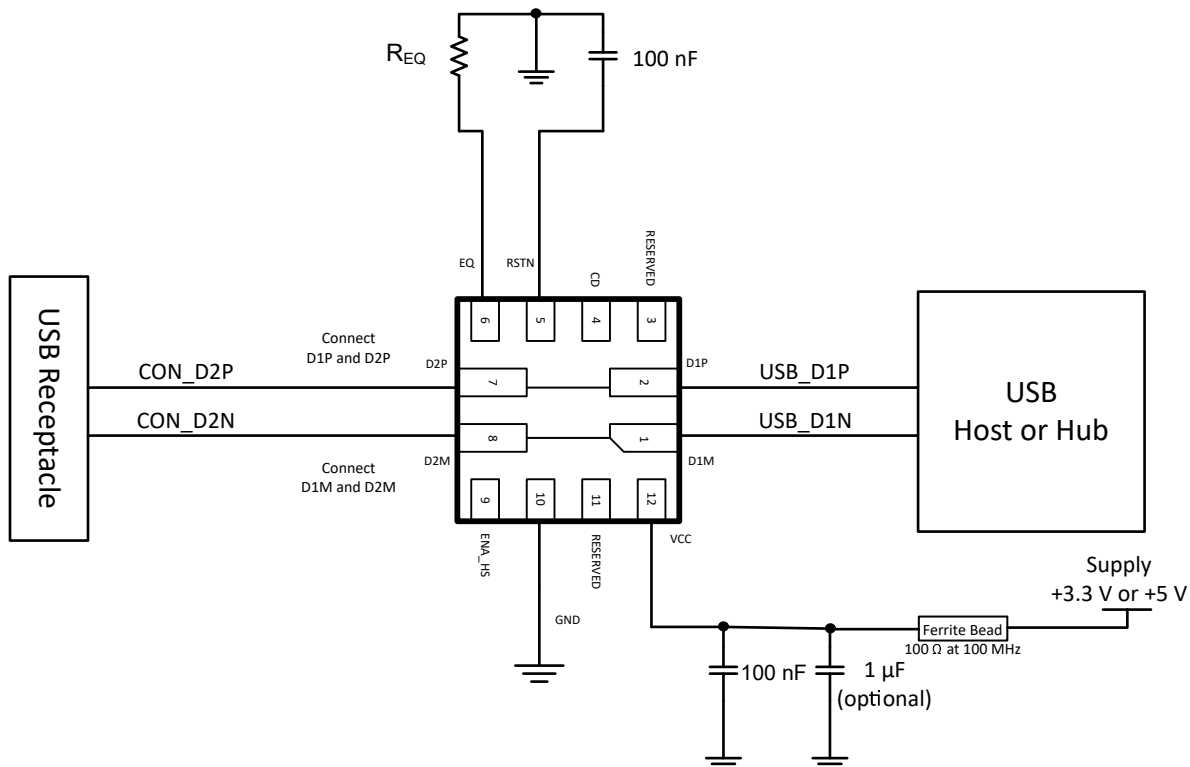 R_EQ
100 nF
EQ
RSTN
CD
RESERVED
6
5
4
3
USB Receptacle
Connect
D1P and D2P
D2P
D1P
CON_D2P
7
2
USB_D1P
USB
Host or Hub
CON_D2N
8
1
USB_D1N
D2M
D1M
Connect
D1M and D2M
9
10
11
12
ENA_HS
RESERVED
VCC
GND
Supply
+3.3 V or +5 V
Ferrite Bead
100 Ω at 100 MHz
100 nF
1 µF
(optional)